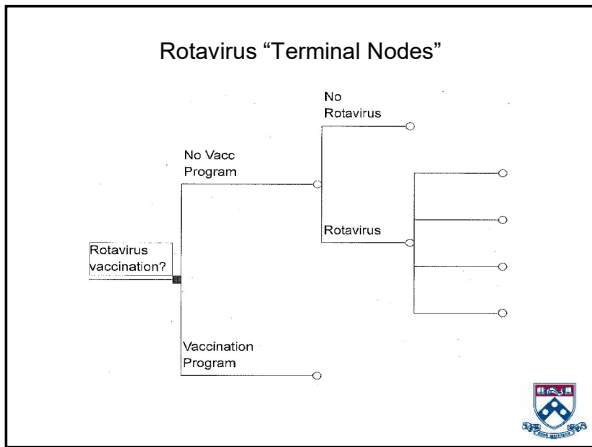 Rotavirus “Terminal Nodes”
No
Rotavirus
No Vacc
Program
Rotavirus
Rotavirus
vaccination?
Vaccination
Program